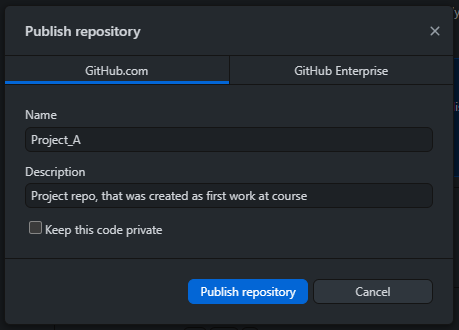 Publish repository
GitHub.com
GitHub Enterprise
Name
Project_A
Description
Project repo, that was created as first work at course
Keep this code private
Publish repository
Cancel